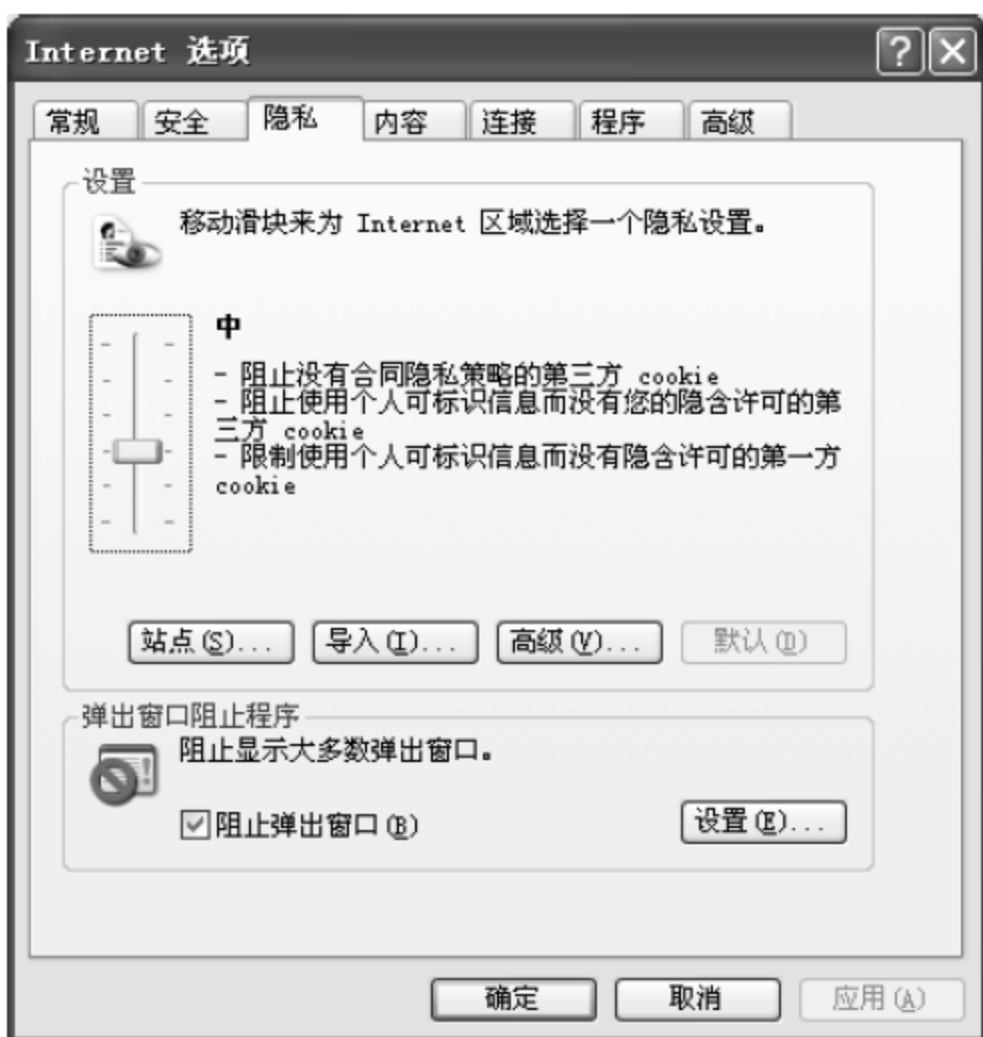 Internet 选项
常规 安全 隐私 内容 连接 程序 高级
设置
移动滑块来为 Internet 区域选择一个隐私设置。
中
- 阻止没有合同隐私策略的第三方 cookie
- 阻止使用个人可标识信息而没有您的隐含许可的第
三方 cookie
- 限制使用个人可标识信息而没有隐含许可的第一方
cookie
站点(S)... 导入(I)... 高级(V)... 默认(D)
弹出窗口阻止程序
阻止显示大多数弹出窗口。
阻止弹出窗口(B) 设置(E)...
确定 取消 应用(A)